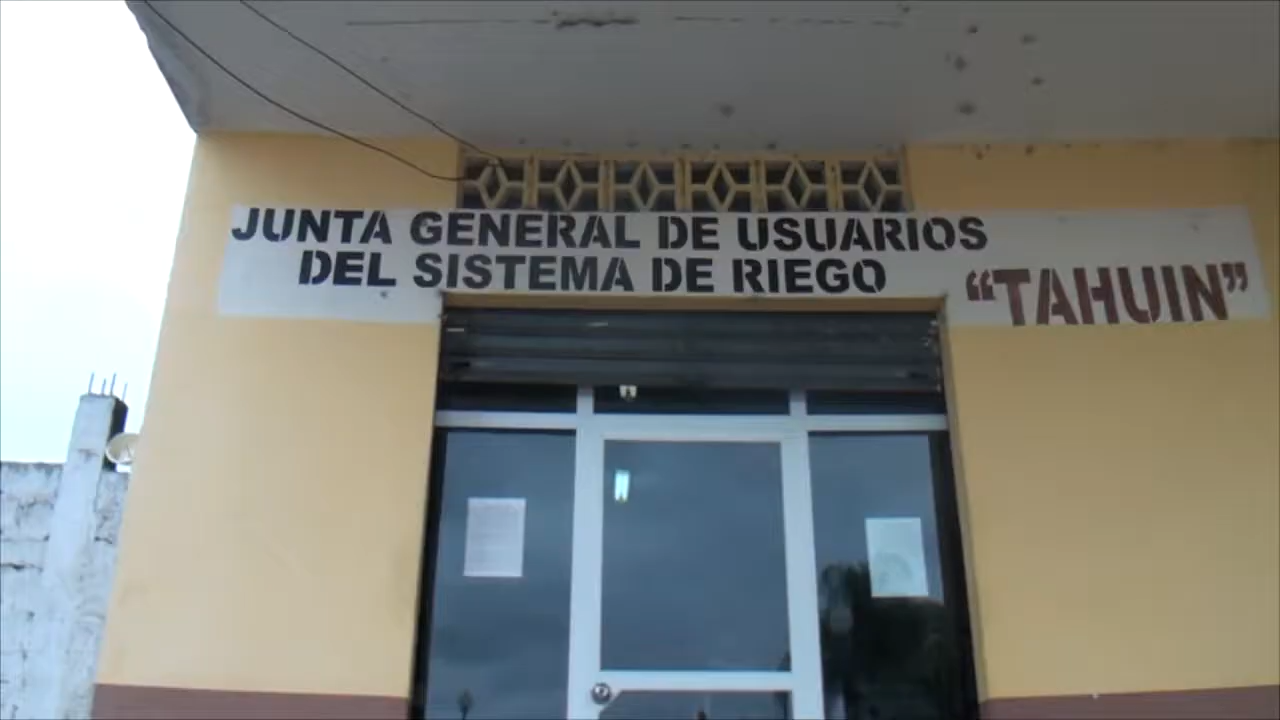 JUNTA GENERAL DE USUARIOS
DEL SISTEMA DE RIEGO
“TAHUIN”